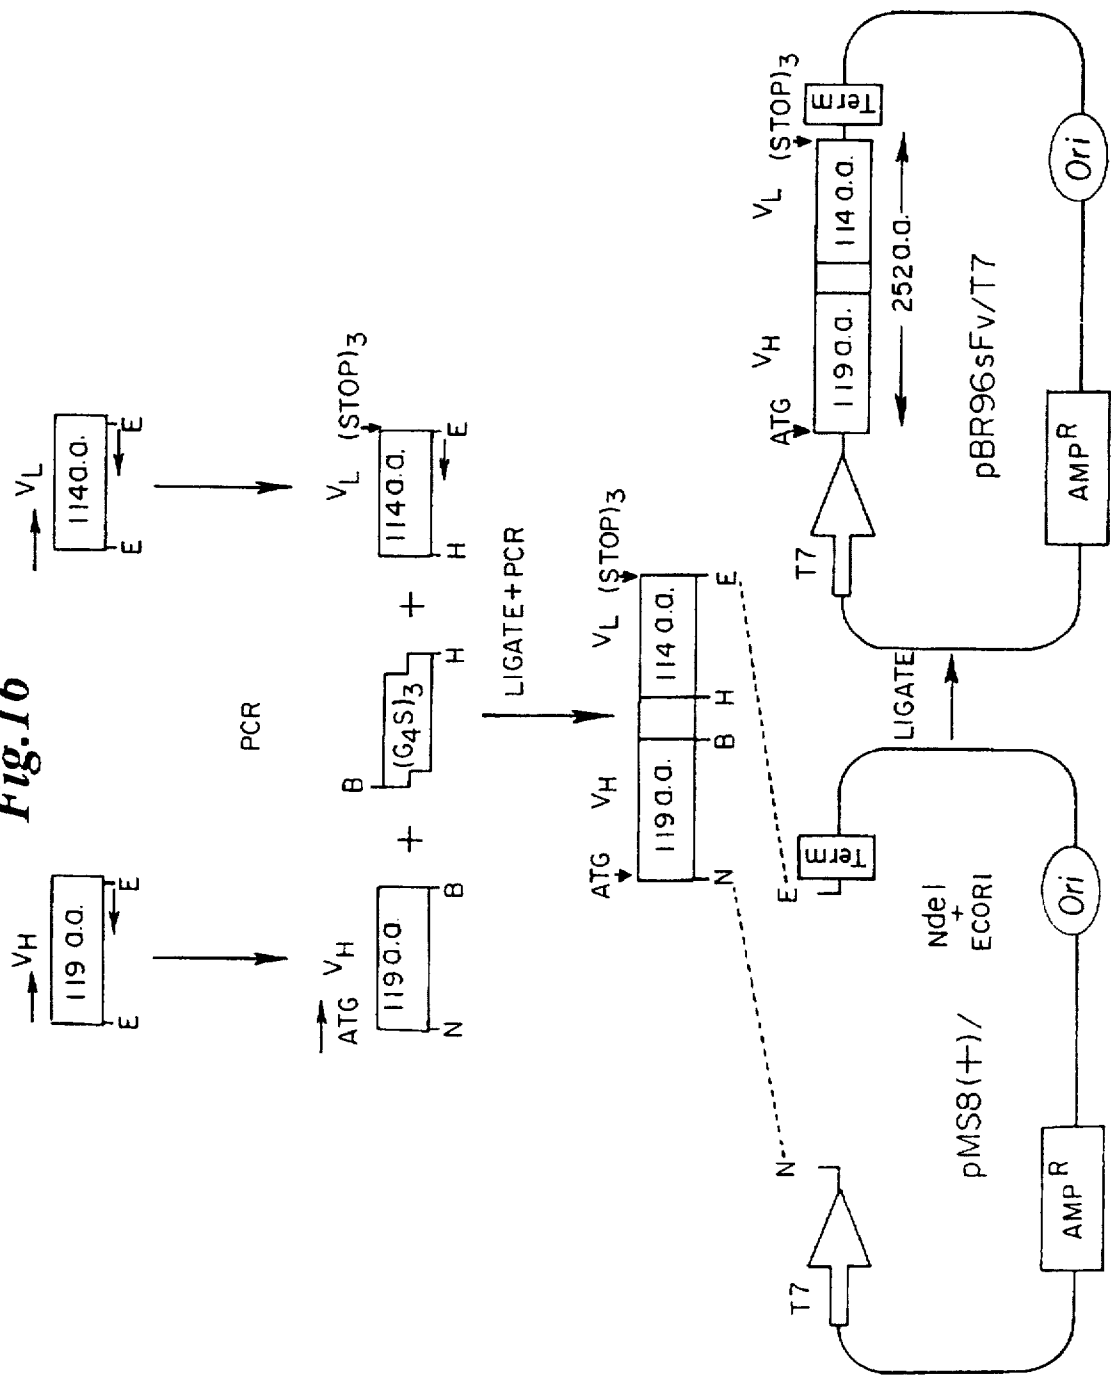 Fig.1b
VH
119 a.a.
E
E
VL
114 a.a.
E
E
PCR
ATG VH
119 a.a.
N
B
+
B
(G4S)3
H
+
VL (STOP)3
114 a.a.
H
E
LIGATE+PCR
ATG VH VL (STOP)3
119 a.a.
114 a.a.
N
B
H
E
N
E
T7
Term
NdeI
+
ECORI
pMS8(+)/
AMPR
Ori
LIGATE
T7
ATG VH VL (STOP)3
119 a.a.
114 a.a.
Term
252 a.a.
pBR96sFv/T7
AMPR
Ori